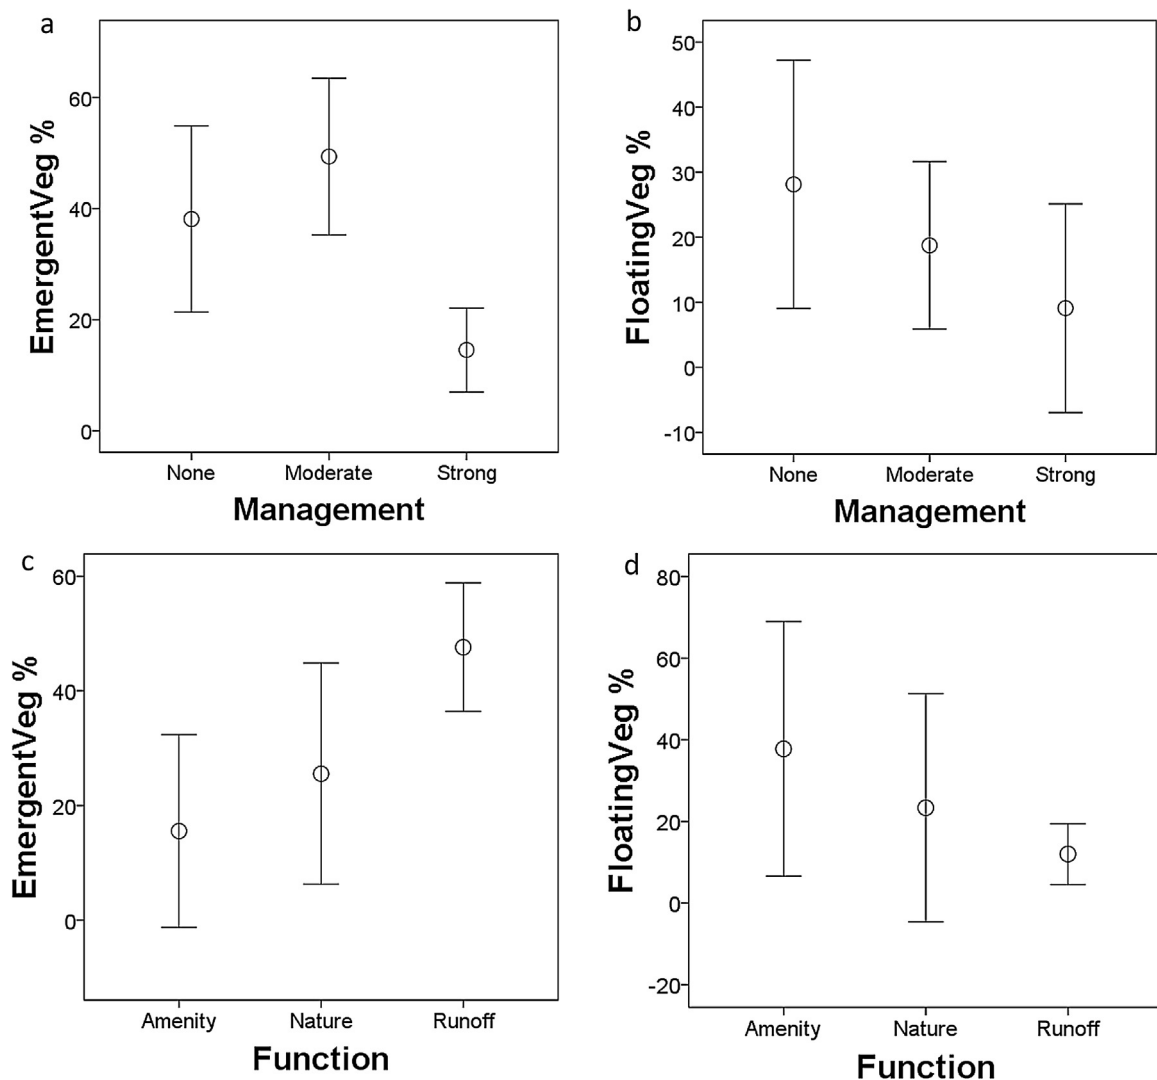 a
EmergentVeg %
60
40
20
0
None Moderate Strong
Management
b
FloatingVeg %
50
40
30
20
10
0
-10
None Moderate Strong
Management
c
EmergentVeg %
60
40
20
0
Amenity Nature Runoff
Function
d
FloatingVeg %
80
60
40
20
0
-20
Amenity Nature Runoff
Function